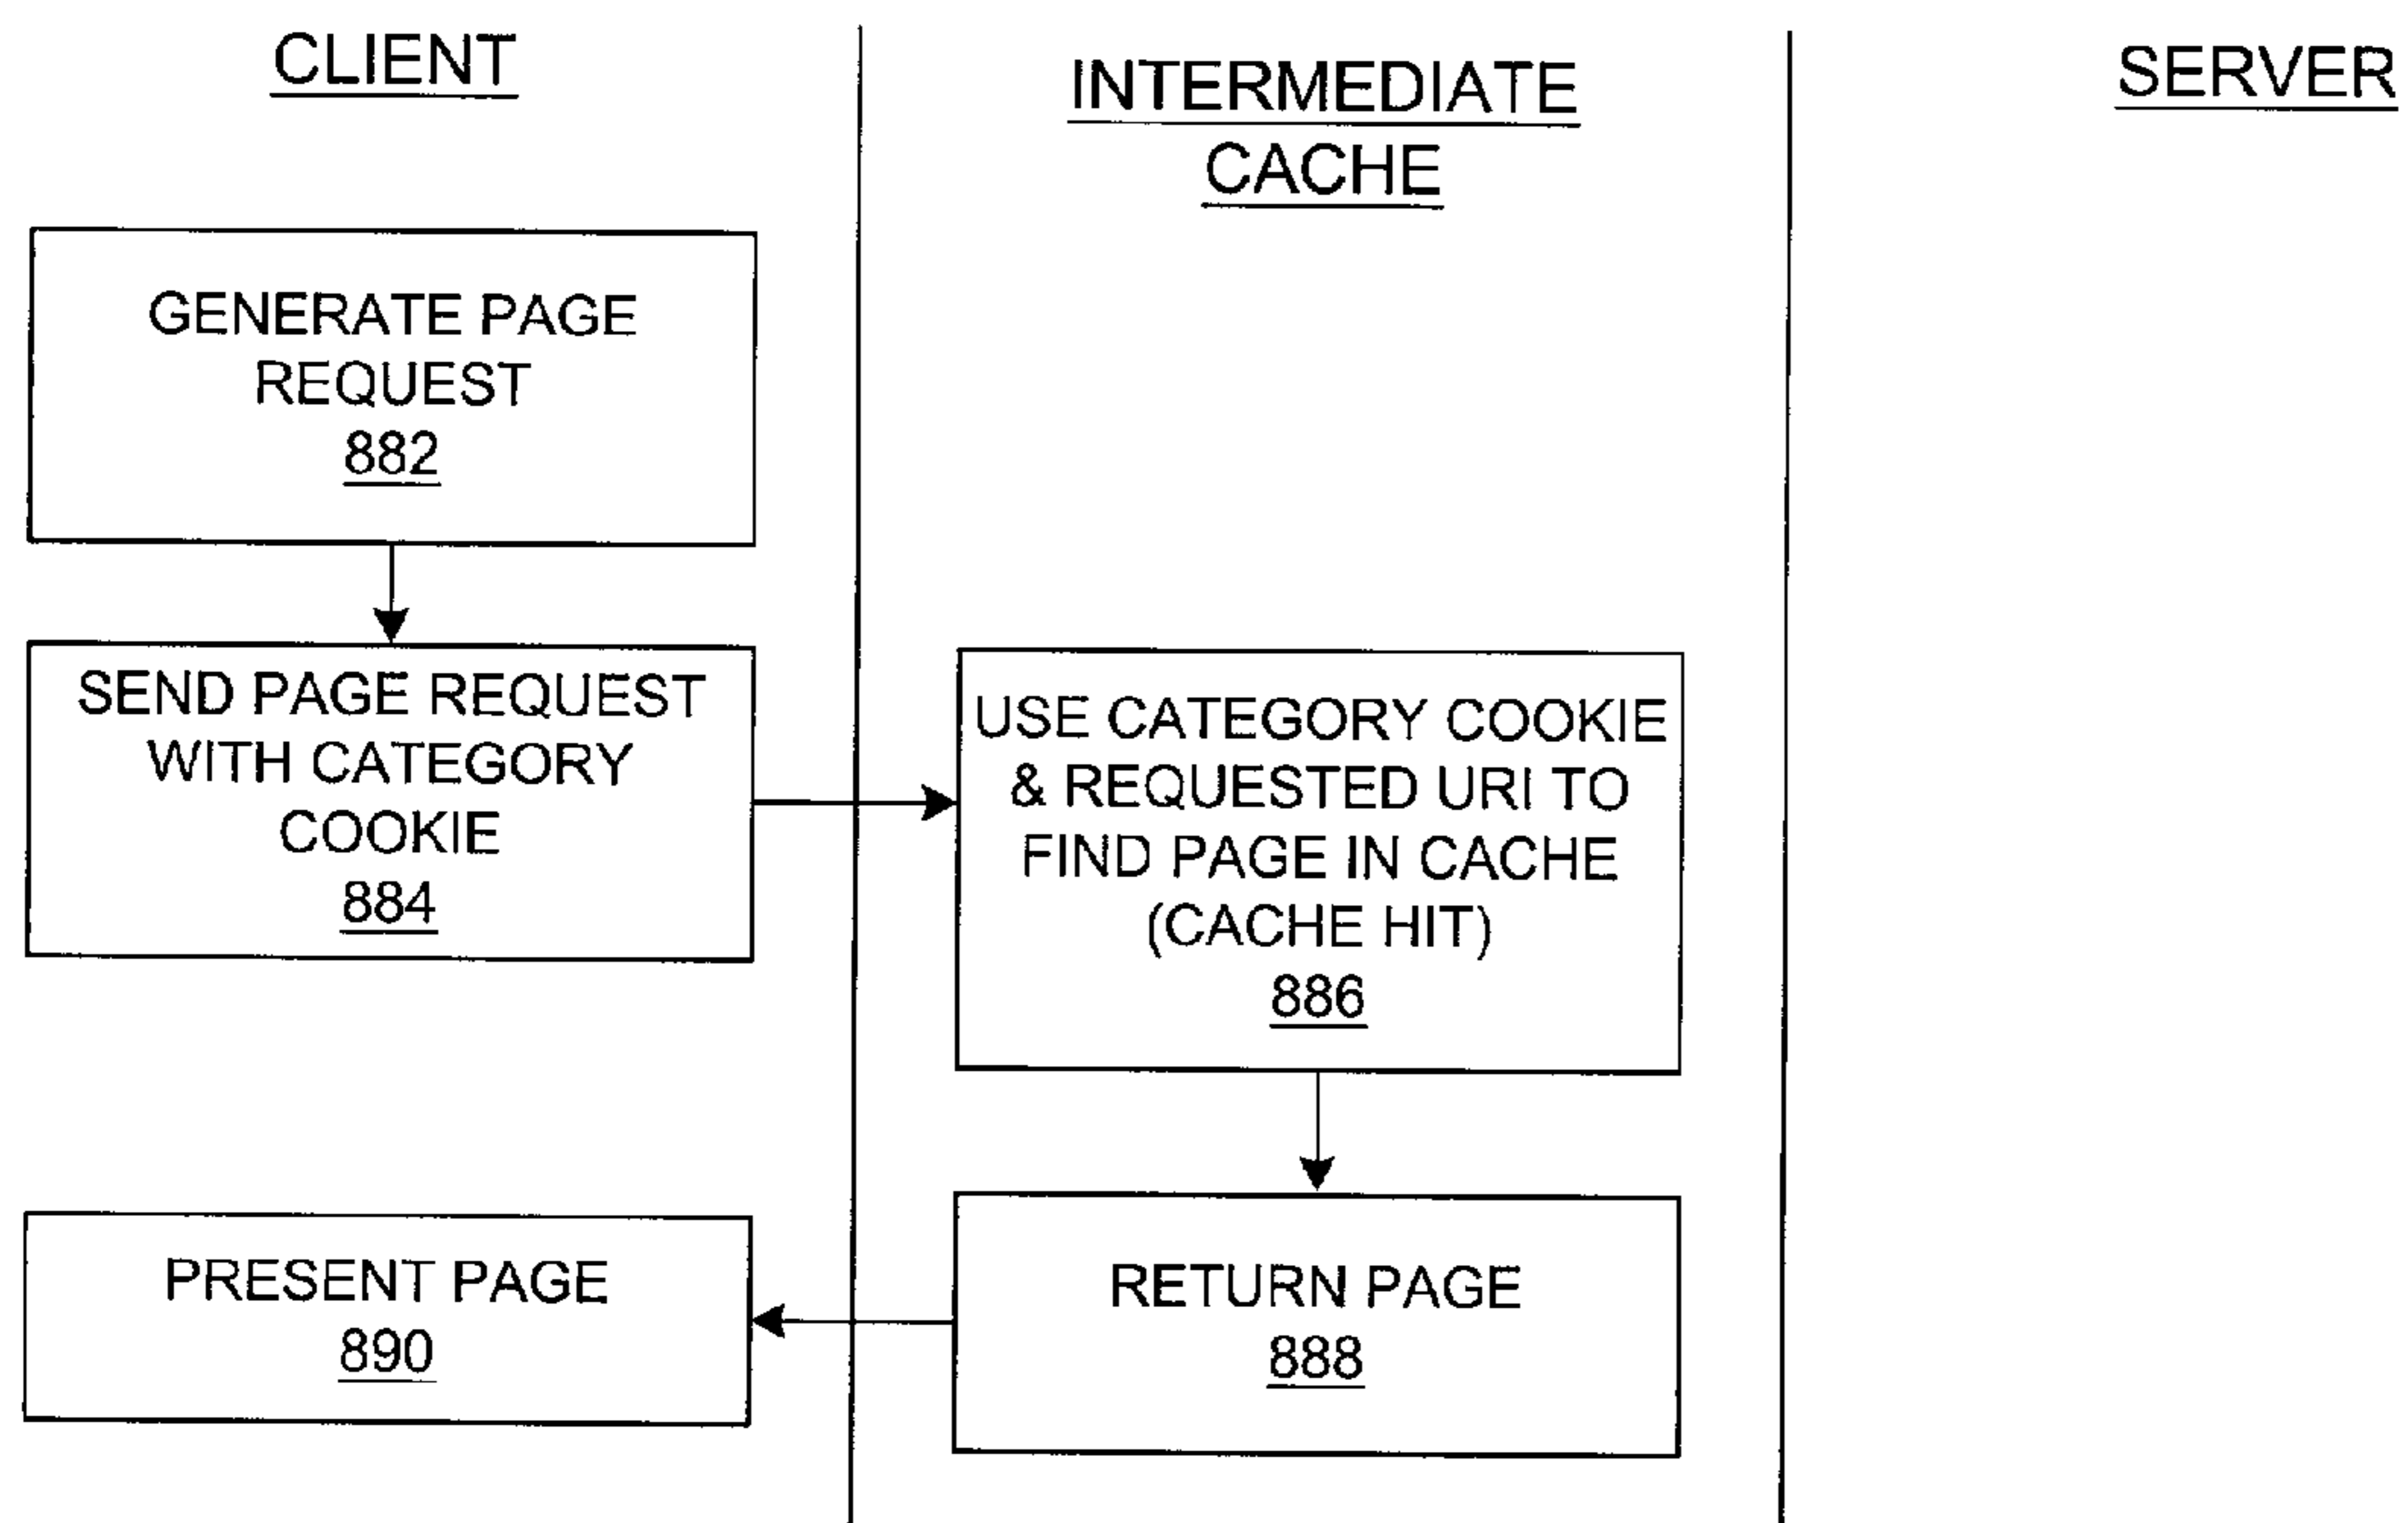 CLIENT
INTERMEDIATE
CACHE
SERVER
GENERATE PAGE
REQUEST
882
SEND PAGE REQUEST
WITH CATEGORY
COOKIE
884
USE CATEGORY COOKIE
& REQUESTED URI TO
FIND PAGE IN CACHE
(CACHE HIT)
886
RETURN PAGE
888
PRESENT PAGE
890